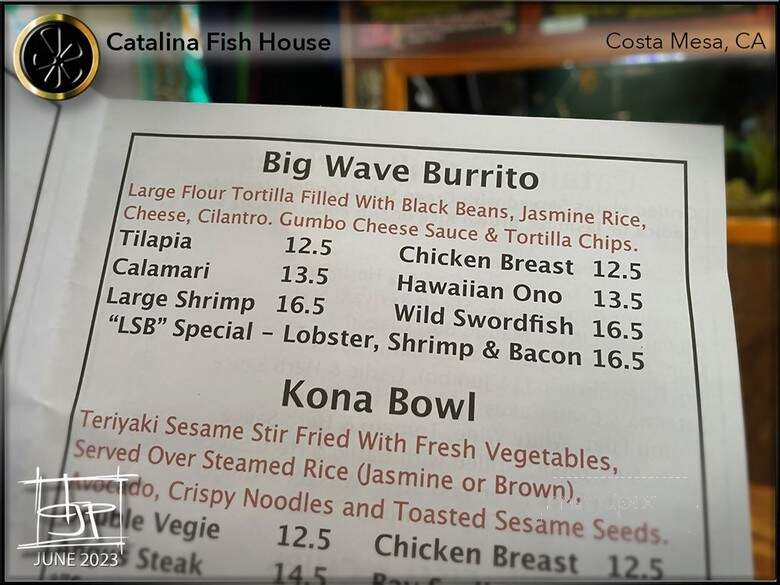 Catalina Fish House
Costa Mesa, CA
Big Wave Burrito
Large Flour Tortilla Filled With Black Beans, Jasmine Rice,
Cheese, Cilantro. Gumbo Cheese Sauce & Tortilla Chips.
Tilapia 12.5 Chicken Breast 12.5
Calamari 13.5 Hawaiian Ono 13.5
Large Shrimp 16.5 Wild Swordfish 16.5
“LSB” Special – Lobster, Shrimp & Bacon 16.5
Kona Bowl
Teriyaki Sesame Stir Fried With Fresh Vegetables,
Served Over Steamed Rice (Jasmine or Brown),
Avocado, Crispy Noodles and Toasted Sesame Seeds.
Vegie 12.5 Chicken Breast 12.5
Steak 14.5
JUNE 2023